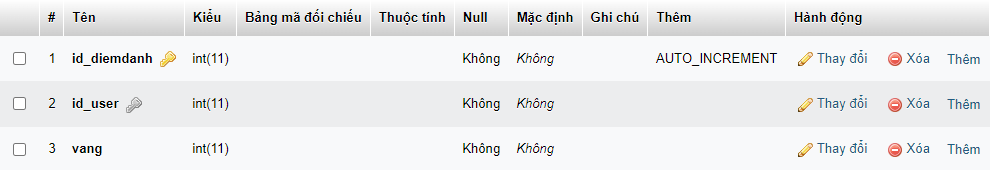 # Tên Kiểu Bảng mã đối chiếu Thuộc tính Null Mặc định Ghi chú Thêm Hành động
1 id_diemdanh int(11) Không Không AUTO_INCREMENT Thay đổi Xóa Thêm
2 id_user int(11) Không Không Thay đổi Xóa Thêm
3 vang int(11) Không Không Thay đổi Xóa Thêm